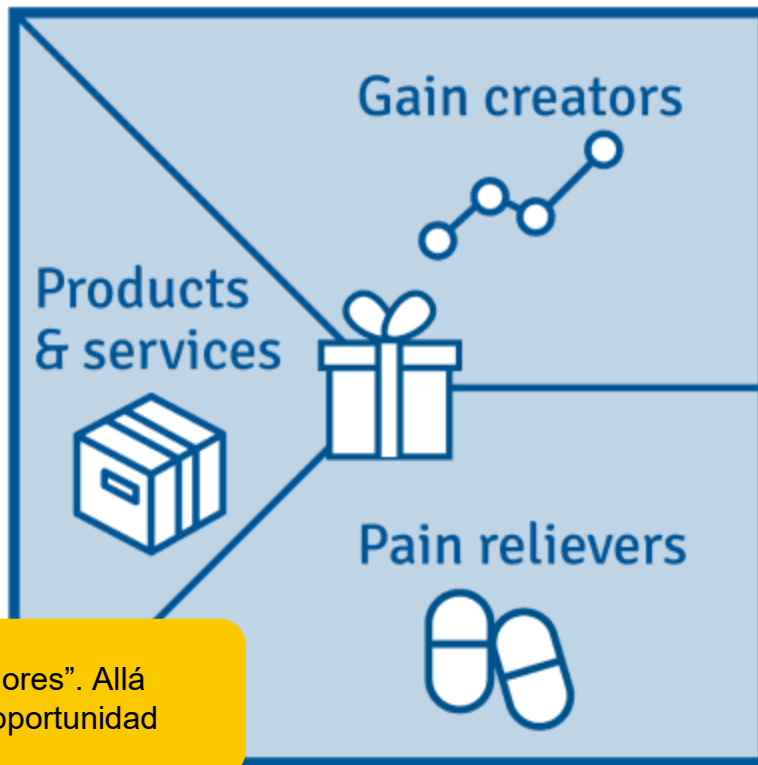 Gain creators
Products
& services
Pain relievers
ores”. Allá
oportunidad